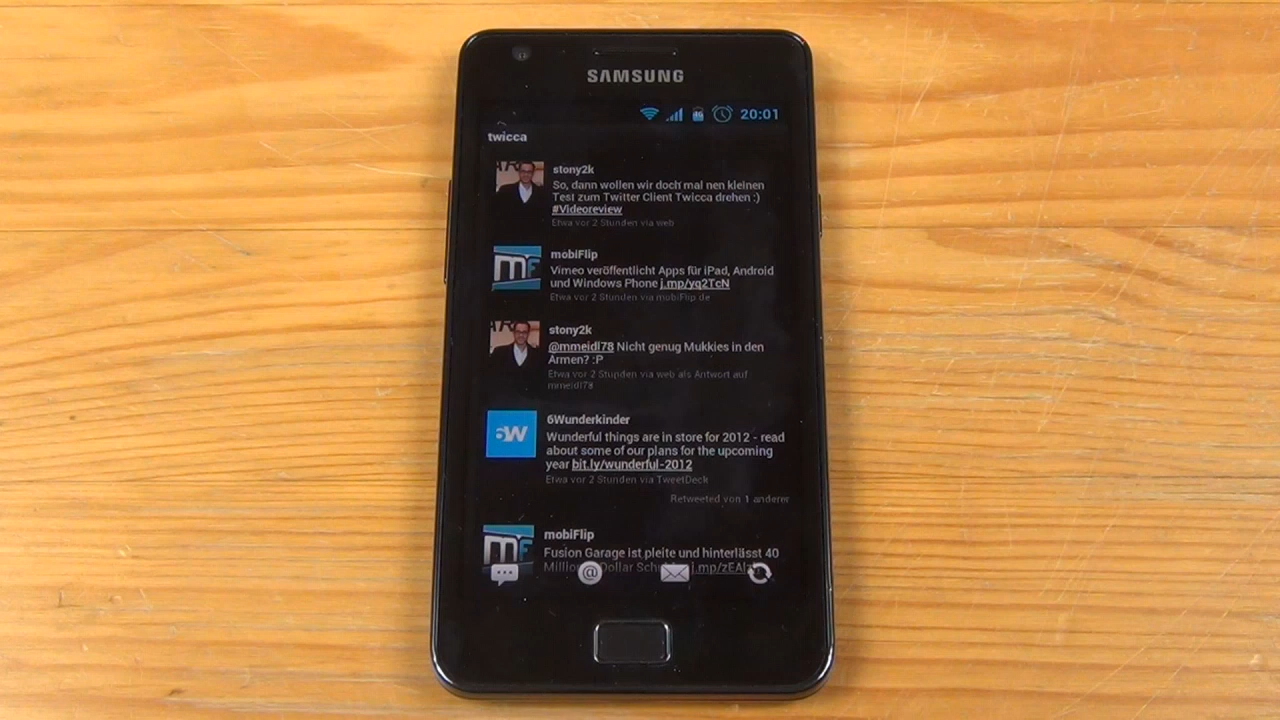 SAMSUNG
20:01
twicca
stony2k
So, dann wollen wir doch mal nen kleinen
Test zum Twitter Client Twicca drehen :)
#Videoreview
Etwa vor 2 Stunden via web
mobiFlip
Vimeo veröffentlicht Apps für iPad, Android
und Windows Phone j.mp/yq2TcN
Etwa vor 2 Stunden via mobiFlip.de
stony2k
@mmeidl78 Nicht genug Mukkies in den
Armen? :P
Etwa vor 2 Stunden via web als Antwort auf
mmeidl78
6W
6Wunderkinder
Wunderful things are in store for 2012 - read
about some of our plans for the upcoming
year bit.ly/wunderful-2012
Etwa vor 2 Stunden via TweetDeck
Retweeted von 1 anderer
mobiFlip
Fusion Garage ist pleite und hinterlässt 40
Dollar